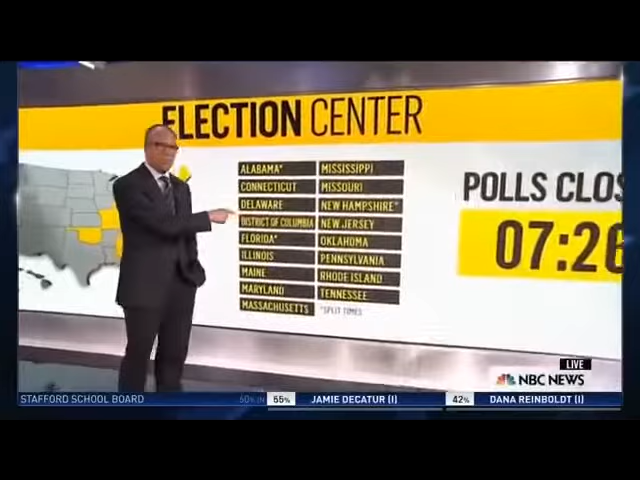 ELECTION CENTER
ALABAMA* MISSISSIPPI
CONNECTICUT MISSOURI
DELAWARE NEW HAMPSHIRE*
DISTRICT OF COLUMBIA NEW JERSEY
FLORIDA* OKLAHOMA
ILLINOIS PENNSYLVANIA
MAINE RHODE ISLAND
MARYLAND TENNESSEE
MASSACHUSETTS *SPLIT TIMES
POLLS CLOS
07:26
LIVE
NBC NEWS
STAFFORD SCHOOL BOARD 50% IN 55% JAMIE DECATUR (I) 42% DANA REINBOLDT (I)